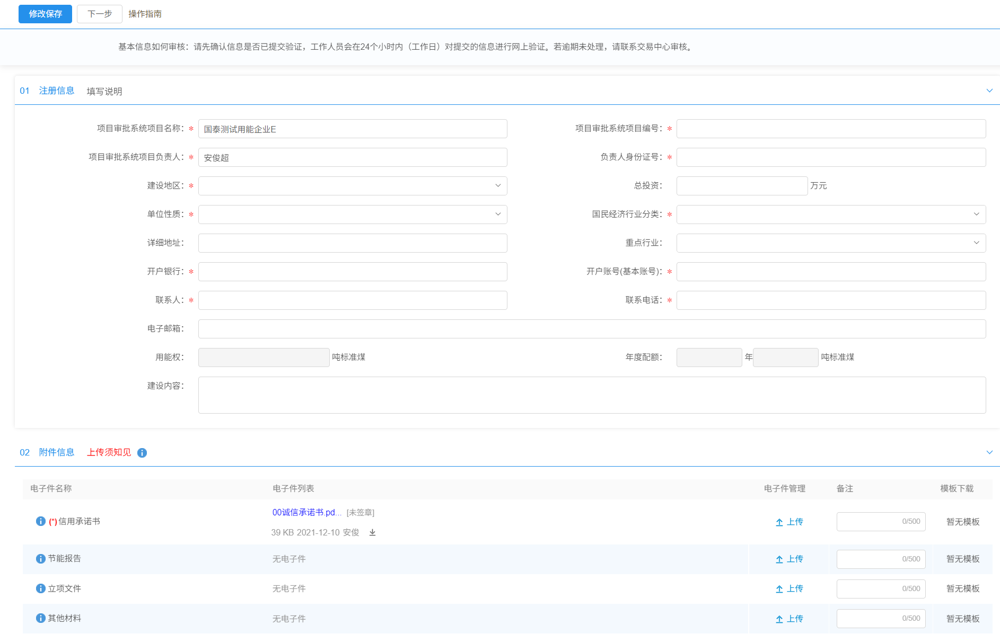 修改保存 下一步 操作指南
基本信息如何审核：请先确认信息是否已提交验证，工作人员会在24个小时内（工作日）对提交的信息进行网上验证。若逾期未处理，请联系交易中心审核。
01 注册信息 填写说明
项目审批系统项目名称：* 国泰测试用能企业E 项目审批系统项目编号：*
项目审批系统项目负责人：* 安俊超 负责人身份证号：*
建设地区：* 总投资： 万元
单位性质：* 国民经济行业分类：*
详细地址： 重点行业：
开户银行：* 开户账号(基本账号)：*
联系人：* 联系电话：*
电子邮箱：
用能权： 吨标准煤 年度配额： 年 吨标准煤
建设内容：
02 附件信息 上传须知见
电子件名称 电子件列表 电子件管理 备注 模板下载
(*)信用承诺书 00诚信承诺书.pd... [未签章] 上传 0/500 暂无模板
39 KB 2021-12-10 安俊
节能报告 无电子件 上传 0/500 暂无模板
立项文件 无电子件 上传 0/500 暂无模板
其他材料 无电子件 上传 0/500 暂无模板